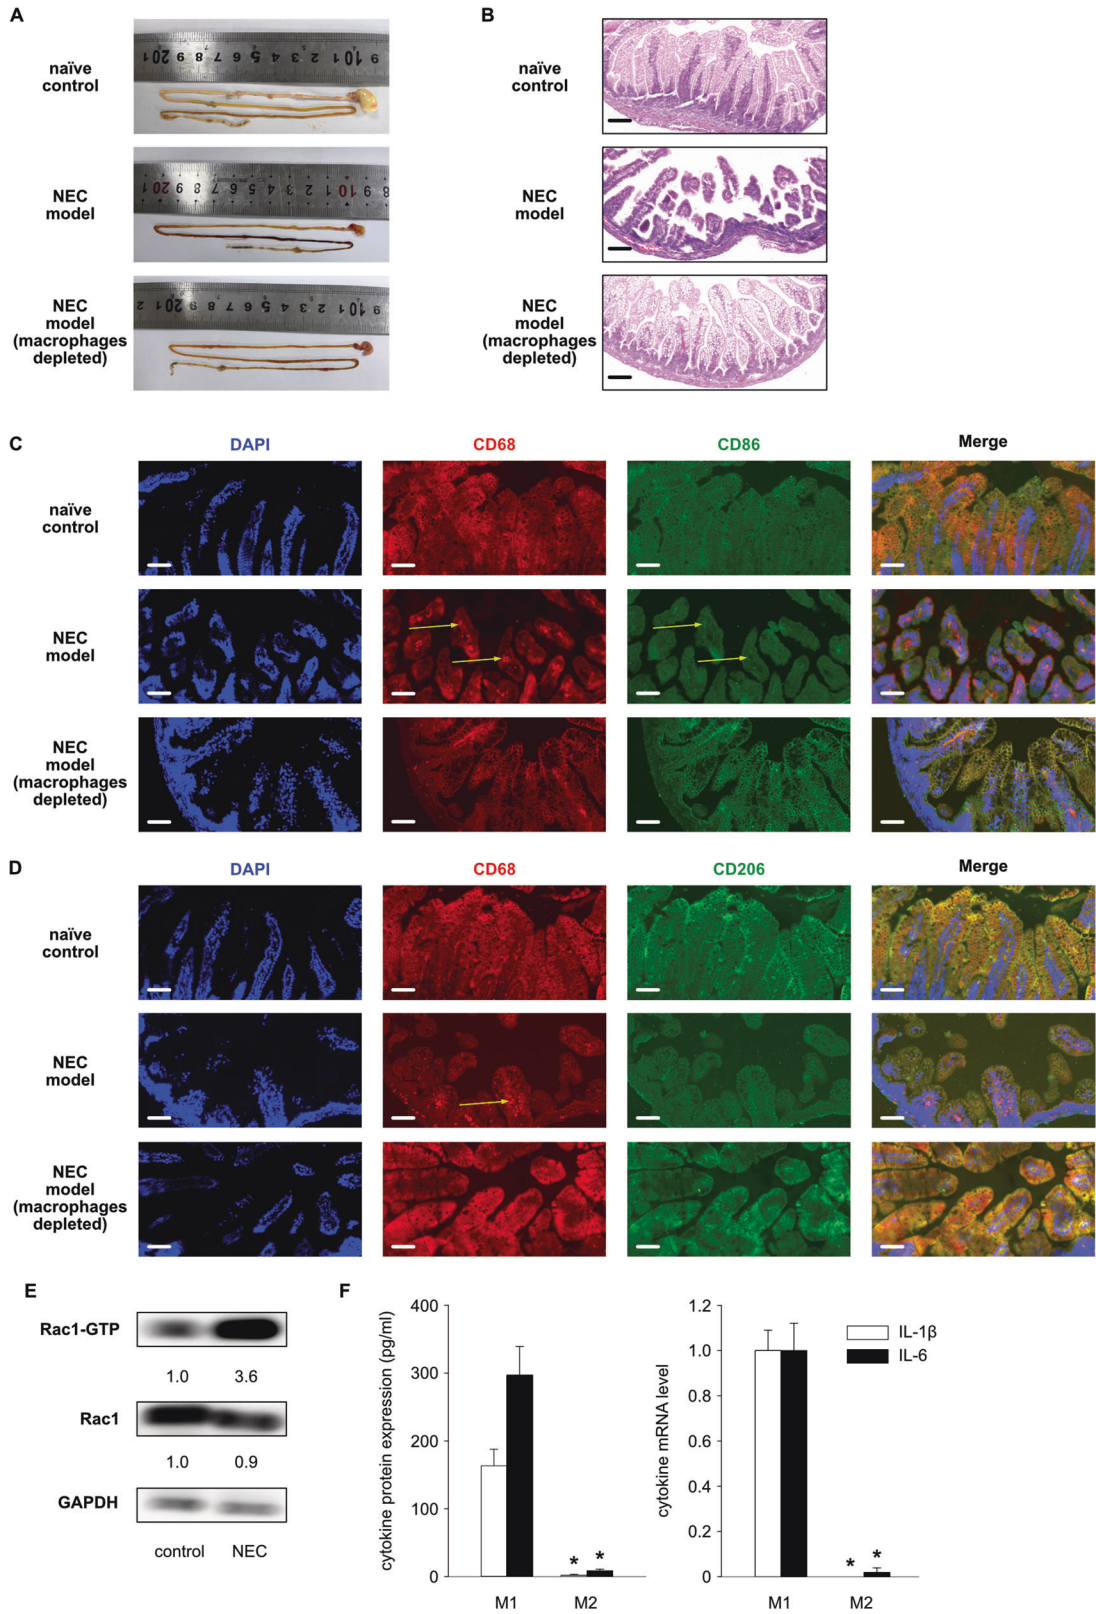 A
B
naïve
control
naïve
control
NEC
model
NEC
model
NEC
model
(macrophages
depleted)
NEC
model
(macrophages
depleted)
C
DAPI
CD68
CD86
Merge
naïve
control
NEC
model
NEC
model
(macrophages
depleted)
D
DAPI
CD68
CD206
Merge
naïve
control
NEC
model
NEC
model
(macrophages
depleted)
E
Rac1-GTP
1.0 3.6
Rac1
1.0 0.9
GAPDH
control NEC
F
cytokine protein expression (pg/ml)
400
300
200
100
0
M1 M2
* *
cytokine mRNA level
1.2
1.0
0.8
0.6
0.4
0.2
0
M1 M2
* *
IL-1β
IL-6